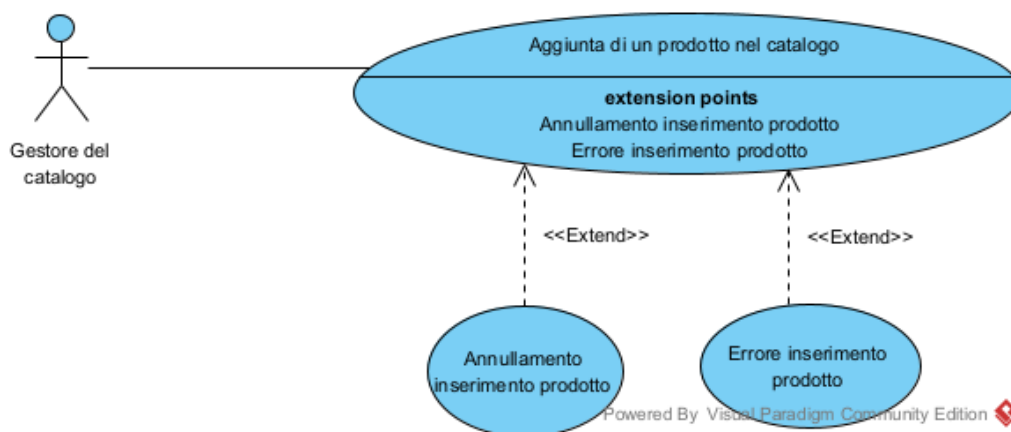 Aggiunta di un prodotto nel catalogo
extension points
Annullamento inserimento prodotto
Errore inserimento prodotto
Gestore del
catalogo
<<Extend>>
<<Extend>>
Annullamento
inserimento prodotto
Errore inserimento
prodotto
Powered By Visual Paradigm Community Edition